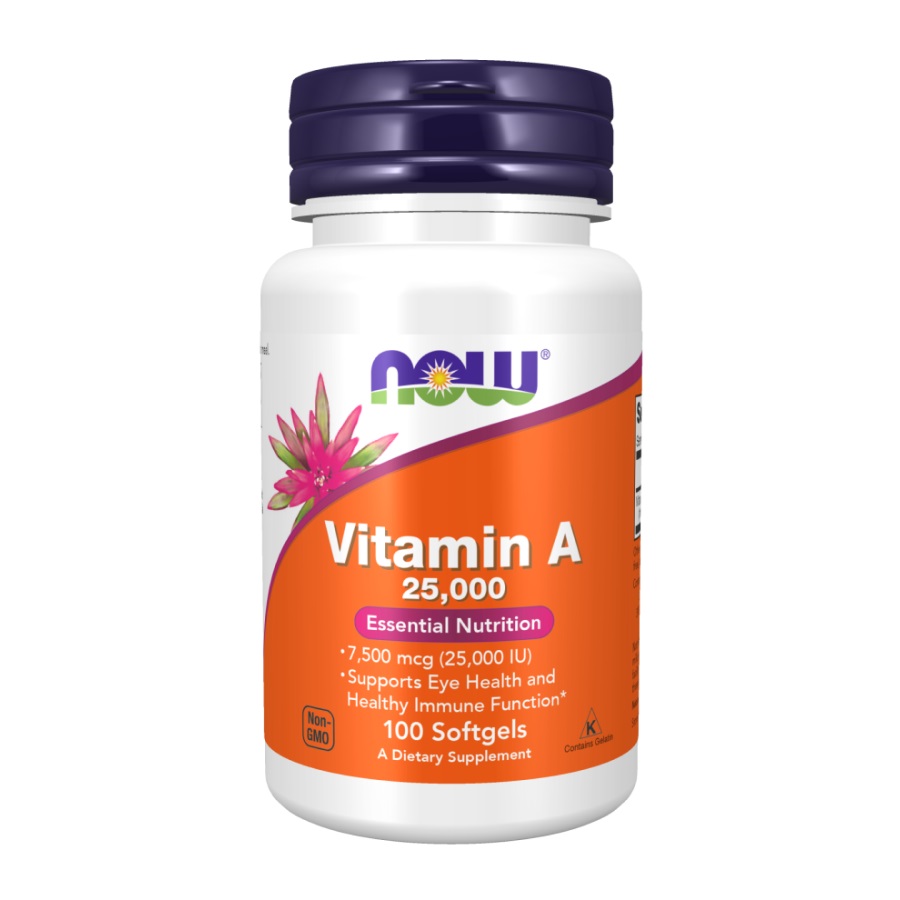 now®
Vitamin A
25,000
Essential Nutrition
•7,500 mcg (25,000 IU)
•Supports Eye Health and
Healthy Immune Function*
Non-
GMO
100 Softgels
A Dietary Supplement
K
Contains Gelatin